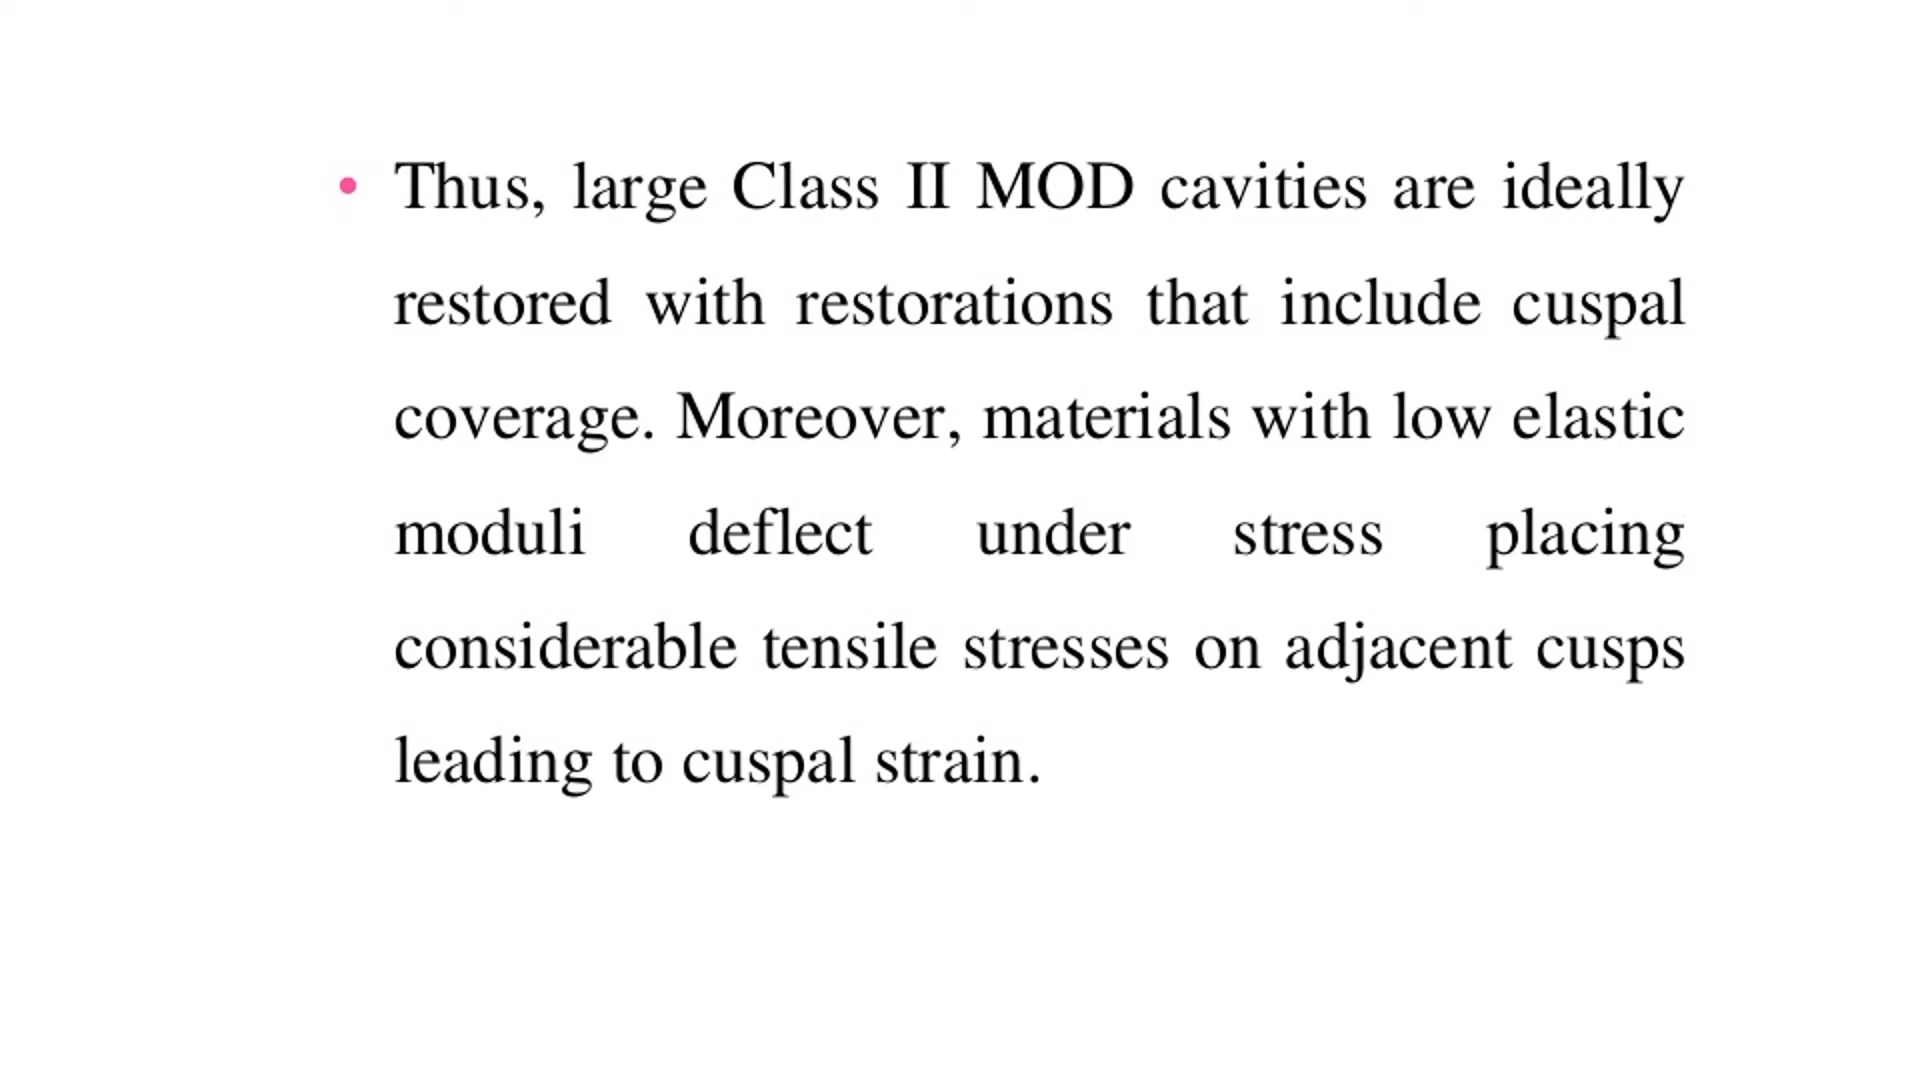 • Thus, large Class II MOD cavities are ideally
restored with restorations that include cuspal
coverage. Moreover, materials with low elastic
moduli deflect under stress placing
considerable tensile stresses on adjacent cusps
leading to cuspal strain.